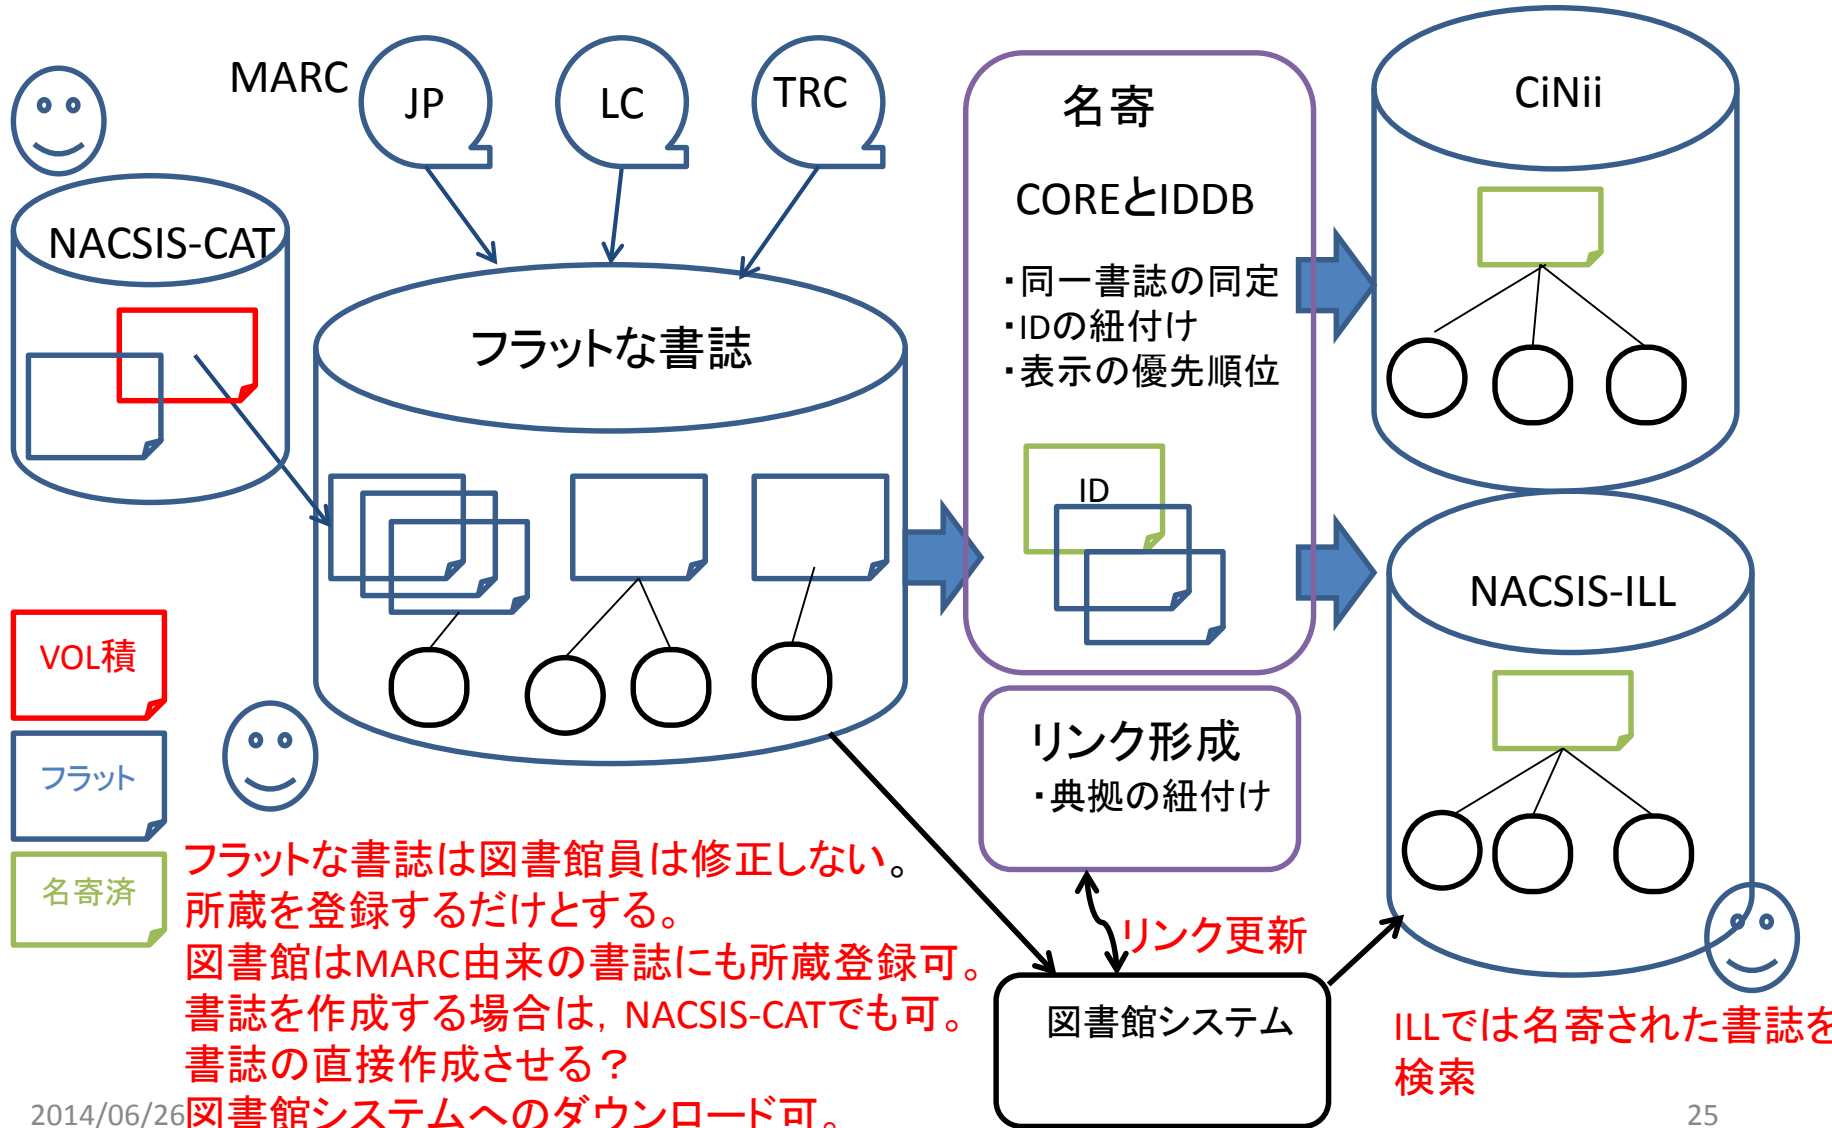 MARC
JP
LC
TRC
NACSIS-CAT
フラットな書誌
名寄
COREとIDDB
・同一書誌の同定
・IDの紐付け
・表示の優先順位
ID
CiNii
NACSIS-ILL
VOL積
フラット
名寄済
リンク形成
・典拠の紐付け
リンク更新
図書館システム
フラットな書誌は図書館員は修正しない。
所蔵を登録するだけとする。
図書館はMARC由来の書誌にも所蔵登録可。
書誌を作成する場合は，NACSIS-CATでも可。
書誌の直接作成させる？
図書館システムへのダウンロード可。
ILLでは名寄された書誌を
検索
2014/06/26
25